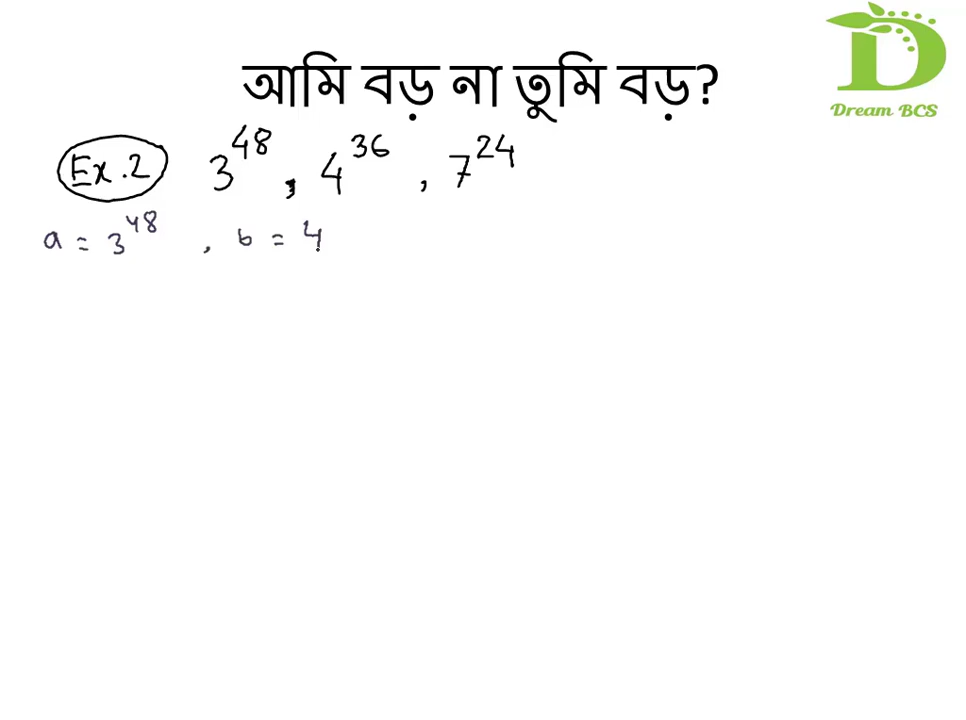 আমি বড় না তুমি বড়?
Dream BCS
Ex.2 3^48, 4^36, 7^24
a = 3^48, b = 4